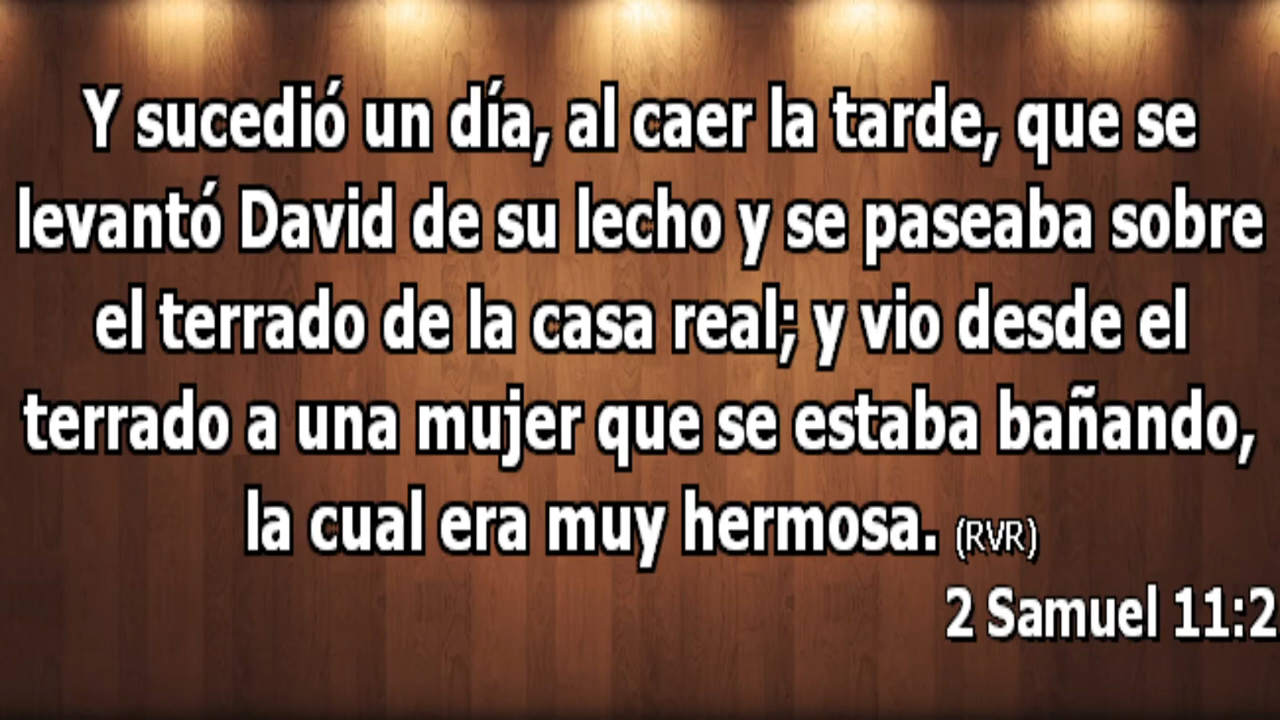 Y sucedió un día, al caer la tarde, que se
levantó David de su lecho y se paseaba sobre
el terrado de la casa real; y vio desde el
terrado a una mujer que se estaba bañando,
la cual era muy hermosa. (RVR)
2 Samuel 11:2